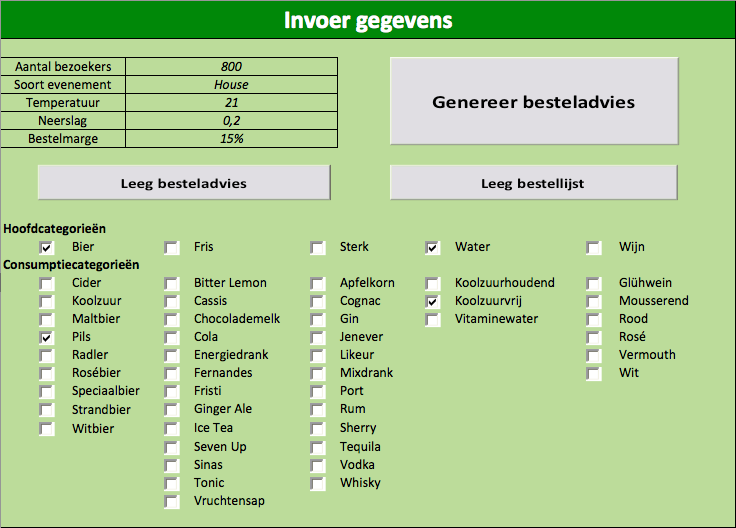 Invoer gegevens
Aantal bezoekers 800
Soort evenement House
Temperatuur 21
Neerslag 0,2
Bestelmarge 15%
Genereer besteladvies
Leeg besteladvies Leeg bestellijst
Hoofdcategorieën
Bier Fris Sterk Water Wijn
Consumptiecategorieën
Cider Bitter Lemon Apfelkorn Koolzuurhoudend Glühwein
Koolzuur Cassis Cognac Koolzuurvrij Mousserend
Maltbier Chocolademelk Gin Vitaminewater Rood
Pils Cola Jenever Rosé
Radler Energiedrank Likeur Vermouth
Rosébier Fernandes Mixdrank Wit
Speciaalbier Fristi Port
Strandbier Ginger Ale Rum
Witbier Ice Tea Sherry
Seven Up Tequila
Sinas Vodka
Tonic Whisky
Vruchtensap